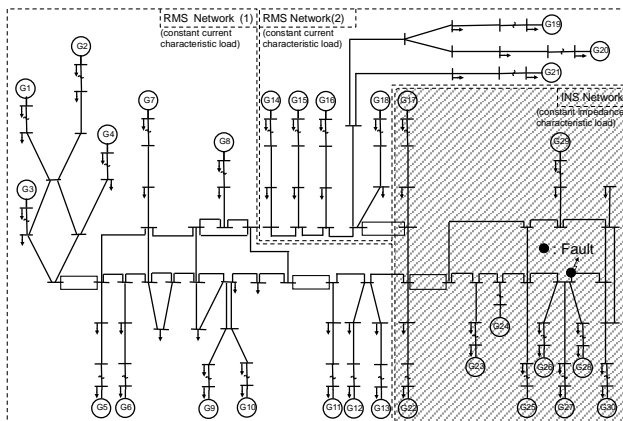 RMS Network (1)
(constant current
characteristic load)
RMS Network(2)
(constant current
characteristic load)
INS Network
(constant impedance
characteristic load)
G1
G2
G3
G4
G7
G8
G14
G15
G16
G18
G17
G19
G20
G21
G29
: Fault
G5
G6
G9
G10
G11
G12
G13
G22
G23
G24
G25
G26
G27
G28
G30